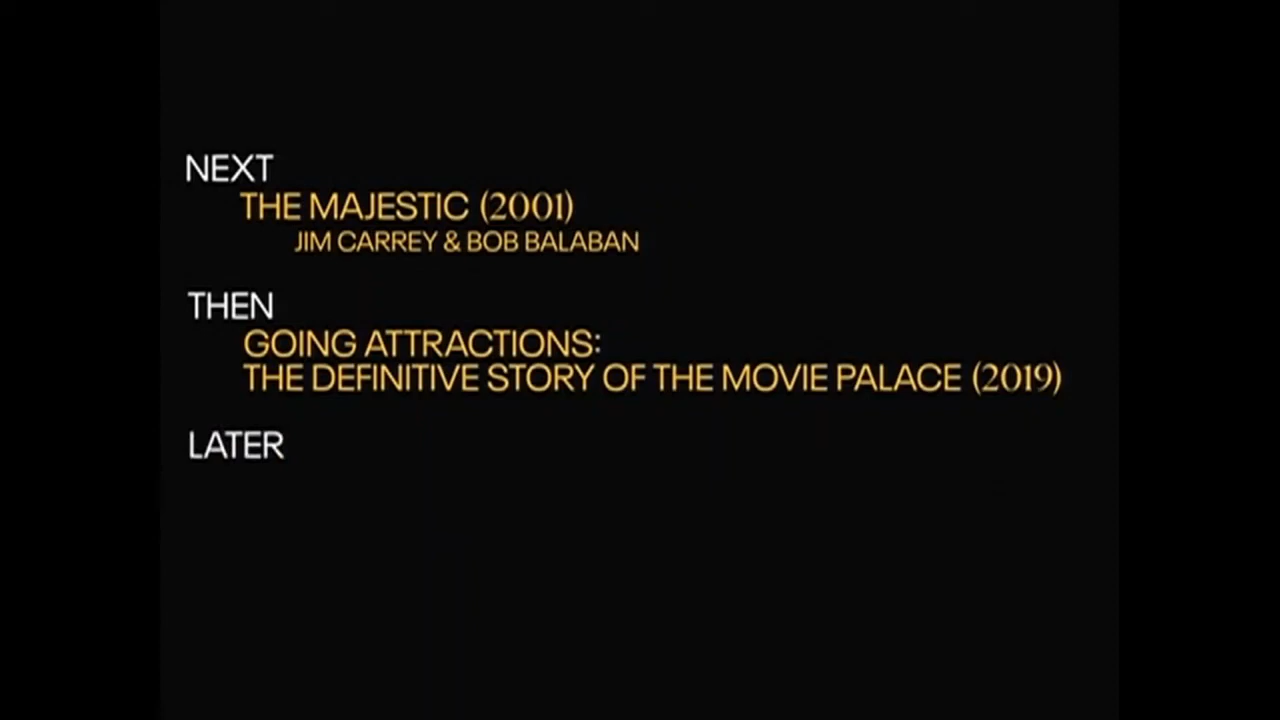 NEXT
THE MAJESTIC (2001)
JIM CARREY & BOB BALABAN
THEN
GOING ATTRACTIONS:
THE DEFINITIVE STORY OF THE MOVIE PALACE (2019)
LATER